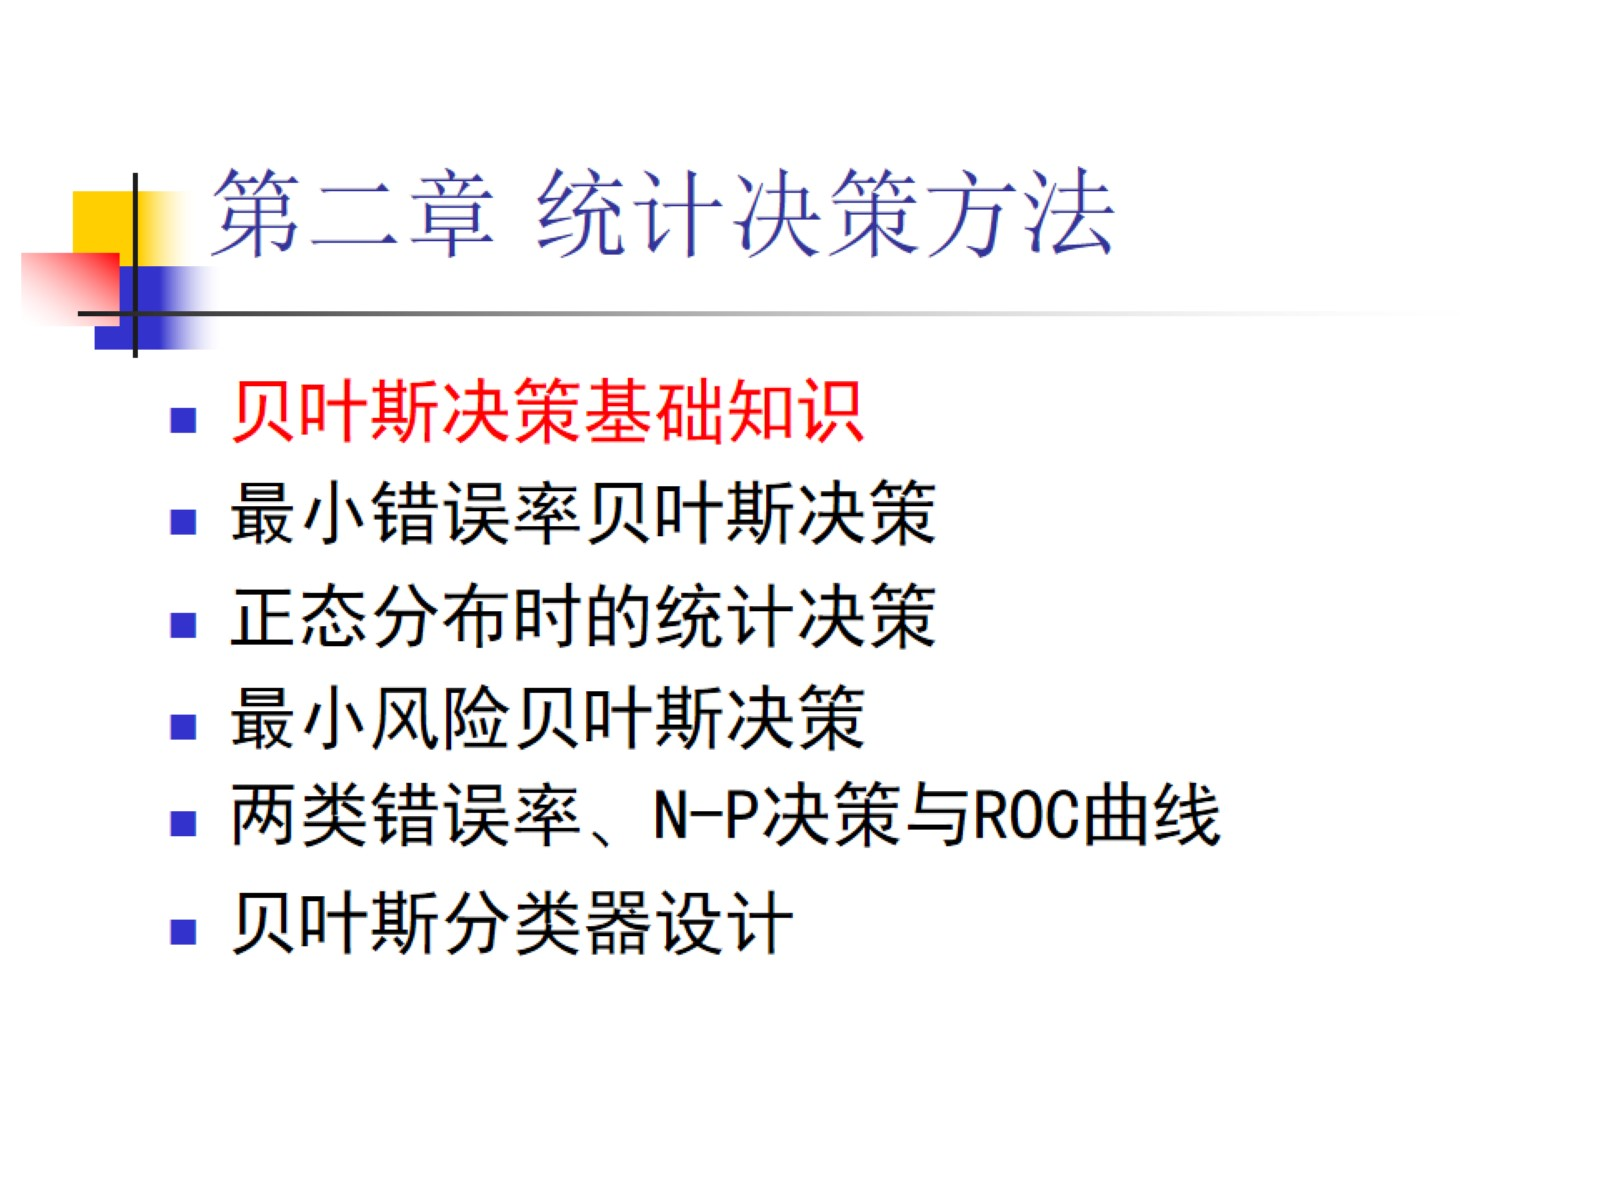 第二章 统计决策方法
贝叶斯决策基础知识
最小错误率贝叶斯决策
正态分布时的统计决策
最小风险贝叶斯决策
两类错误率、N-P决策与ROC曲线
贝叶斯分类器设计